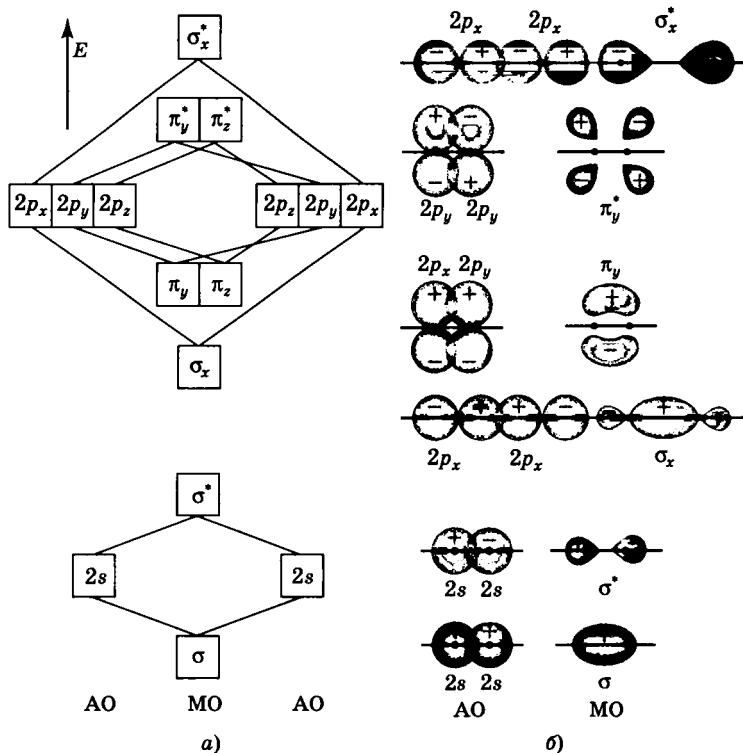 E
σ*x
π*y π*z
2px 2py 2pz
2pz 2py 2px
πy πz
σx
σ*
2s
2s
σ
AO
MO
AO
а)
2px 2px σ*x
− + − + −
+ −
− +
+ −
− +
2py 2py
π*y
2px 2py
πy
+ + +
− − −
− + + − +
2px 2px
σx
+ −
2s 2s
σ*
+ +
2s 2s
σ
AO
MO
б)